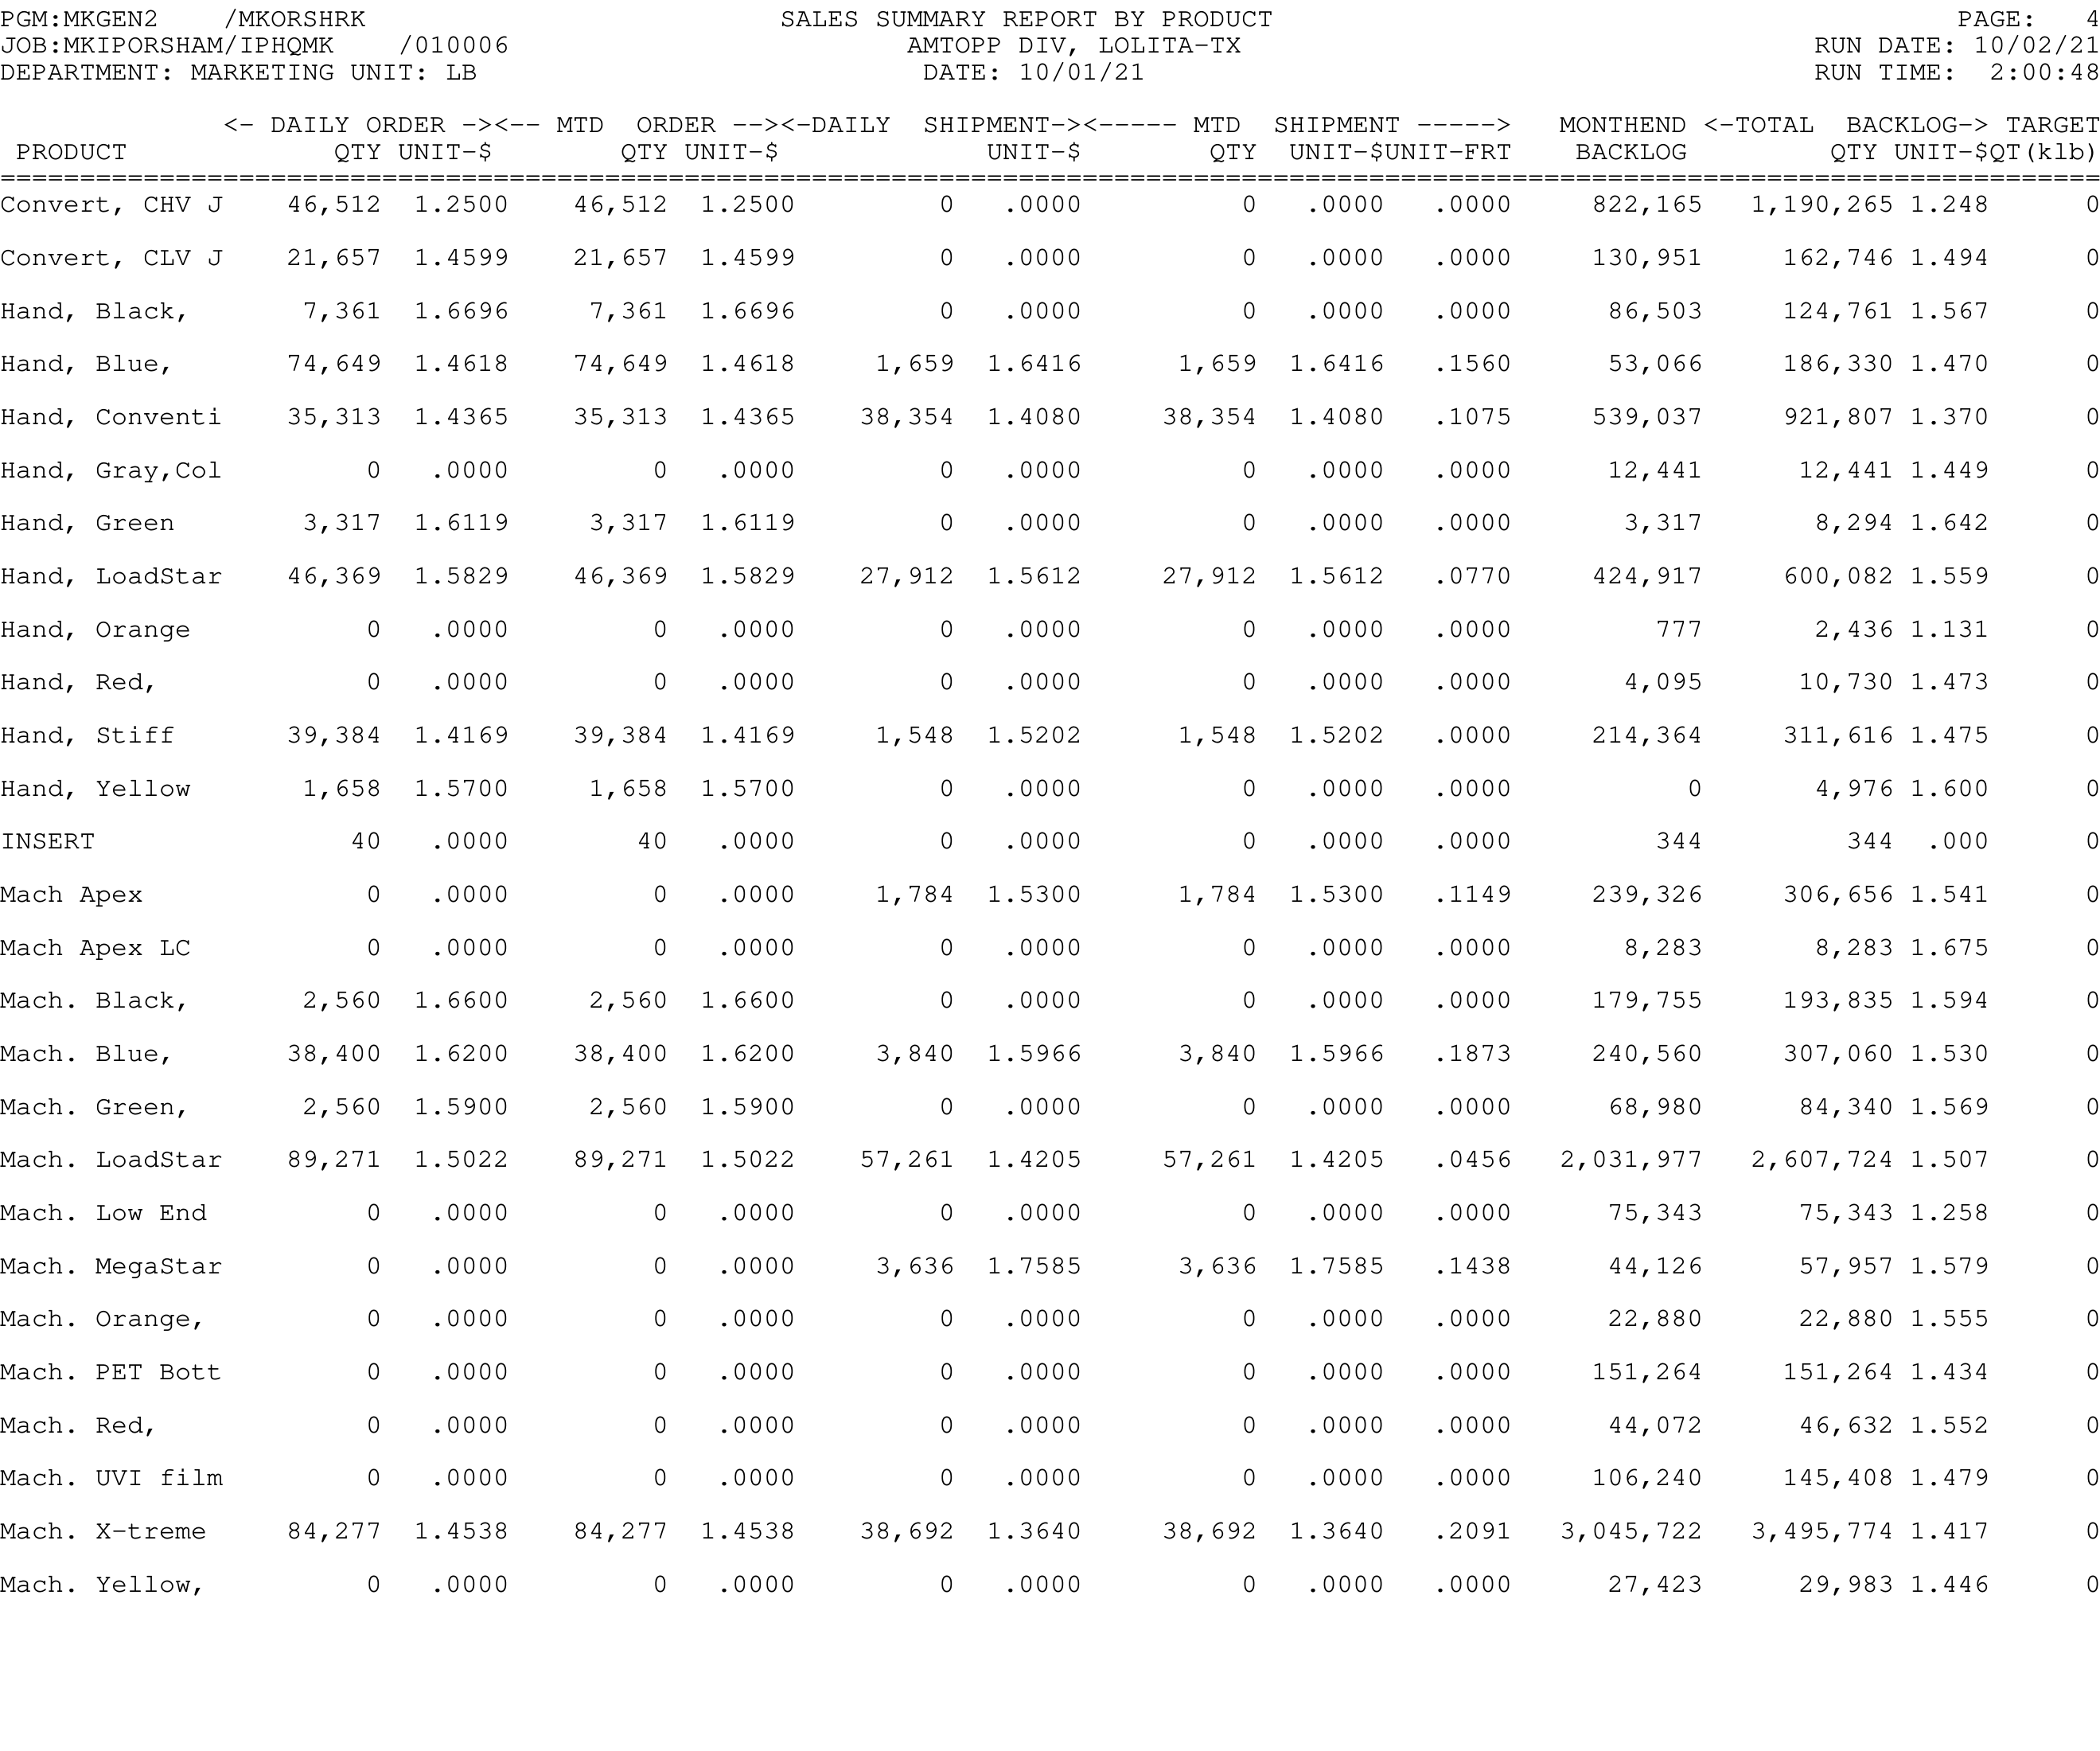 PGM:MKGEN2 /MKORSHRK SALES SUMMARY REPORT BY PRODUCT PAGE: 4
JOB:MKIPORSHAM/IPHQMK /010006 AMTOPP DIV, LOLITA-TX RUN DATE: 10/02/21
DEPARTMENT: MARKETING UNIT: LB DATE: 10/01/21 RUN TIME: 2:00:48
<- DAILY ORDER -><-- MTD ORDER --><-DAILY SHIPMENT-><----- MTD SHIPMENT -----> MONTHEND <-TOTAL BACKLOG-> TARGET
PRODUCT QTY UNIT-$ QTY UNIT-$ UNIT-$ QTY UNIT-$UNIT-FRT BACKLOG QTY UNIT-$QT(klb)
====================================================================================================================================
Convert, CHV J 46,512 1.2500 46,512 1.2500 0 .0000 0 .0000 .0000 822,165 1,190,265 1.248 0
Convert, CLV J 21,657 1.4599 21,657 1.4599 0 .0000 0 .0000 .0000 130,951 162,746 1.494 0
Hand, Black, 7,361 1.6696 7,361 1.6696 0 .0000 0 .0000 .0000 86,503 124,761 1.567 0
Hand, Blue, 74,649 1.4618 74,649 1.4618 1,659 1.6416 1,659 1.6416 .1560 53,066 186,330 1.470 0
Hand, Conventi 35,313 1.4365 35,313 1.4365 38,354 1.4080 38,354 1.4080 .1075 539,037 921,807 1.370 0
Hand, Gray,Col 0 .0000 0 .0000 0 .0000 0 .0000 .0000 12,441 12,441 1.449 0
Hand, Green 3,317 1.6119 3,317 1.6119 0 .0000 0 .0000 .0000 3,317 8,294 1.642 0
Hand, LoadStar 46,369 1.5829 46,369 1.5829 27,912 1.5612 27,912 1.5612 .0770 424,917 600,082 1.559 0
Hand, Orange 0 .0000 0 .0000 0 .0000 0 .0000 .0000 777 2,436 1.131 0
Hand, Red, 0 .0000 0 .0000 0 .0000 0 .0000 .0000 4,095 10,730 1.473 0
Hand, Stiff 39,384 1.4169 39,384 1.4169 1,548 1.5202 1,548 1.5202 .0000 214,364 311,616 1.475 0
Hand, Yellow 1,658 1.5700 1,658 1.5700 0 .0000 0 .0000 .0000 0 4,976 1.600 0
INSERT 40 .0000 40 .0000 0 .0000 0 .0000 .0000 344 344 .000 0
Mach Apex 0 .0000 0 .0000 1,784 1.5300 1,784 1.5300 .1149 239,326 306,656 1.541 0
Mach Apex LC 0 .0000 0 .0000 0 .0000 0 .0000 .0000 8,283 8,283 1.675 0
Mach. Black, 2,560 1.6600 2,560 1.6600 0 .0000 0 .0000 .0000 179,755 193,835 1.594 0
Mach. Blue, 38,400 1.6200 38,400 1.6200 3,840 1.5966 3,840 1.5966 .1873 240,560 307,060 1.530 0
Mach. Green, 2,560 1.5900 2,560 1.5900 0 .0000 0 .0000 .0000 68,980 84,340 1.569 0
Mach. LoadStar 89,271 1.5022 89,271 1.5022 57,261 1.4205 57,261 1.4205 .0456 2,031,977 2,607,724 1.507 0
Mach. Low End 0 .0000 0 .0000 0 .0000 0 .0000 .0000 75,343 75,343 1.258 0
Mach. MegaStar 0 .0000 0 .0000 3,636 1.7585 3,636 1.7585 .1438 44,126 57,957 1.579 0
Mach. Orange, 0 .0000 0 .0000 0 .0000 0 .0000 .0000 22,880 22,880 1.555 0
Mach. PET Bott 0 .0000 0 .0000 0 .0000 0 .0000 .0000 151,264 151,264 1.434 0
Mach. Red, 0 .0000 0 .0000 0 .0000 0 .0000 .0000 44,072 46,632 1.552 0
Mach. UVI film 0 .0000 0 .0000 0 .0000 0 .0000 .0000 106,240 145,408 1.479 0
Mach. X-treme 84,277 1.4538 84,277 1.4538 38,692 1.3640 38,692 1.3640 .2091 3,045,722 3,495,774 1.417 0
Mach. Yellow, 0 .0000 0 .0000 0 .0000 0 .0000 .0000 27,423 29,983 1.446 0